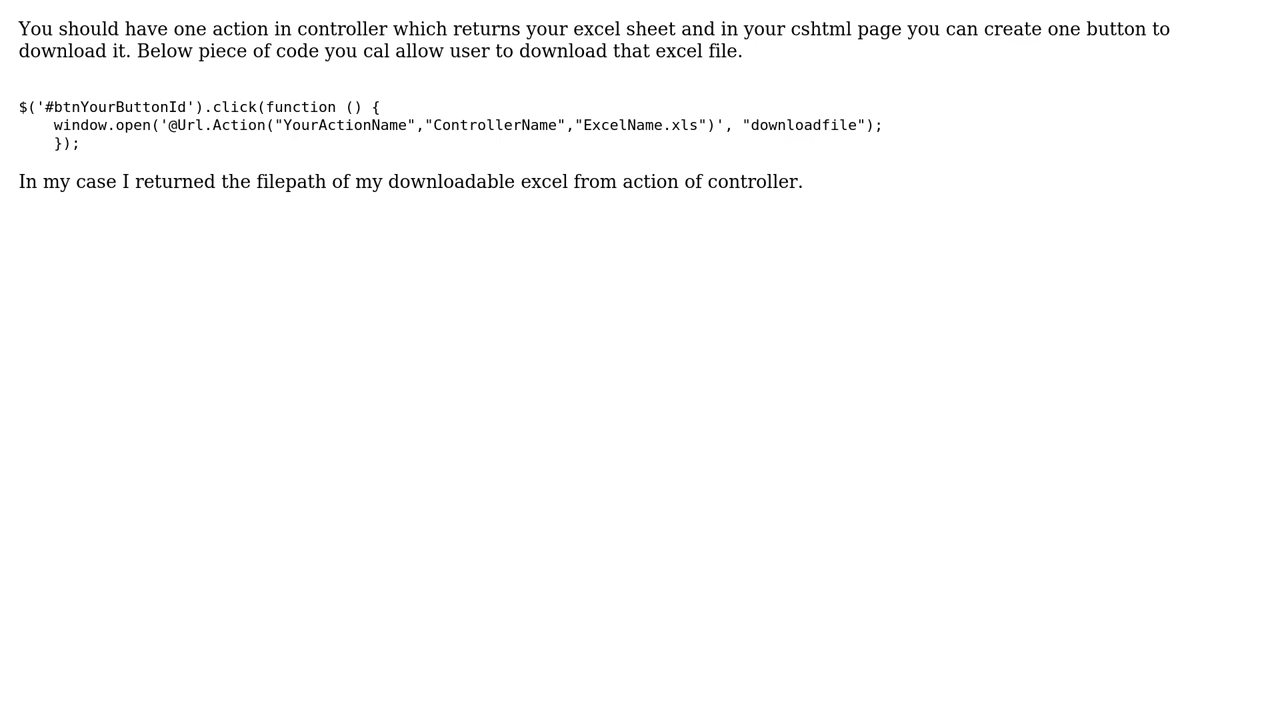 You should have one action in controller which returns your excel sheet and in your cshtml page you can create one button to
download it. Below piece of code you cal allow user to download that excel file.
$('#btnYourButtonId').click(function () {
    window.open('@Url.Action("YourActionName","ControllerName","ExcelName.xls")', "downloadfile");
    });
In my case I returned the filepath of my downloadable excel from action of controller.